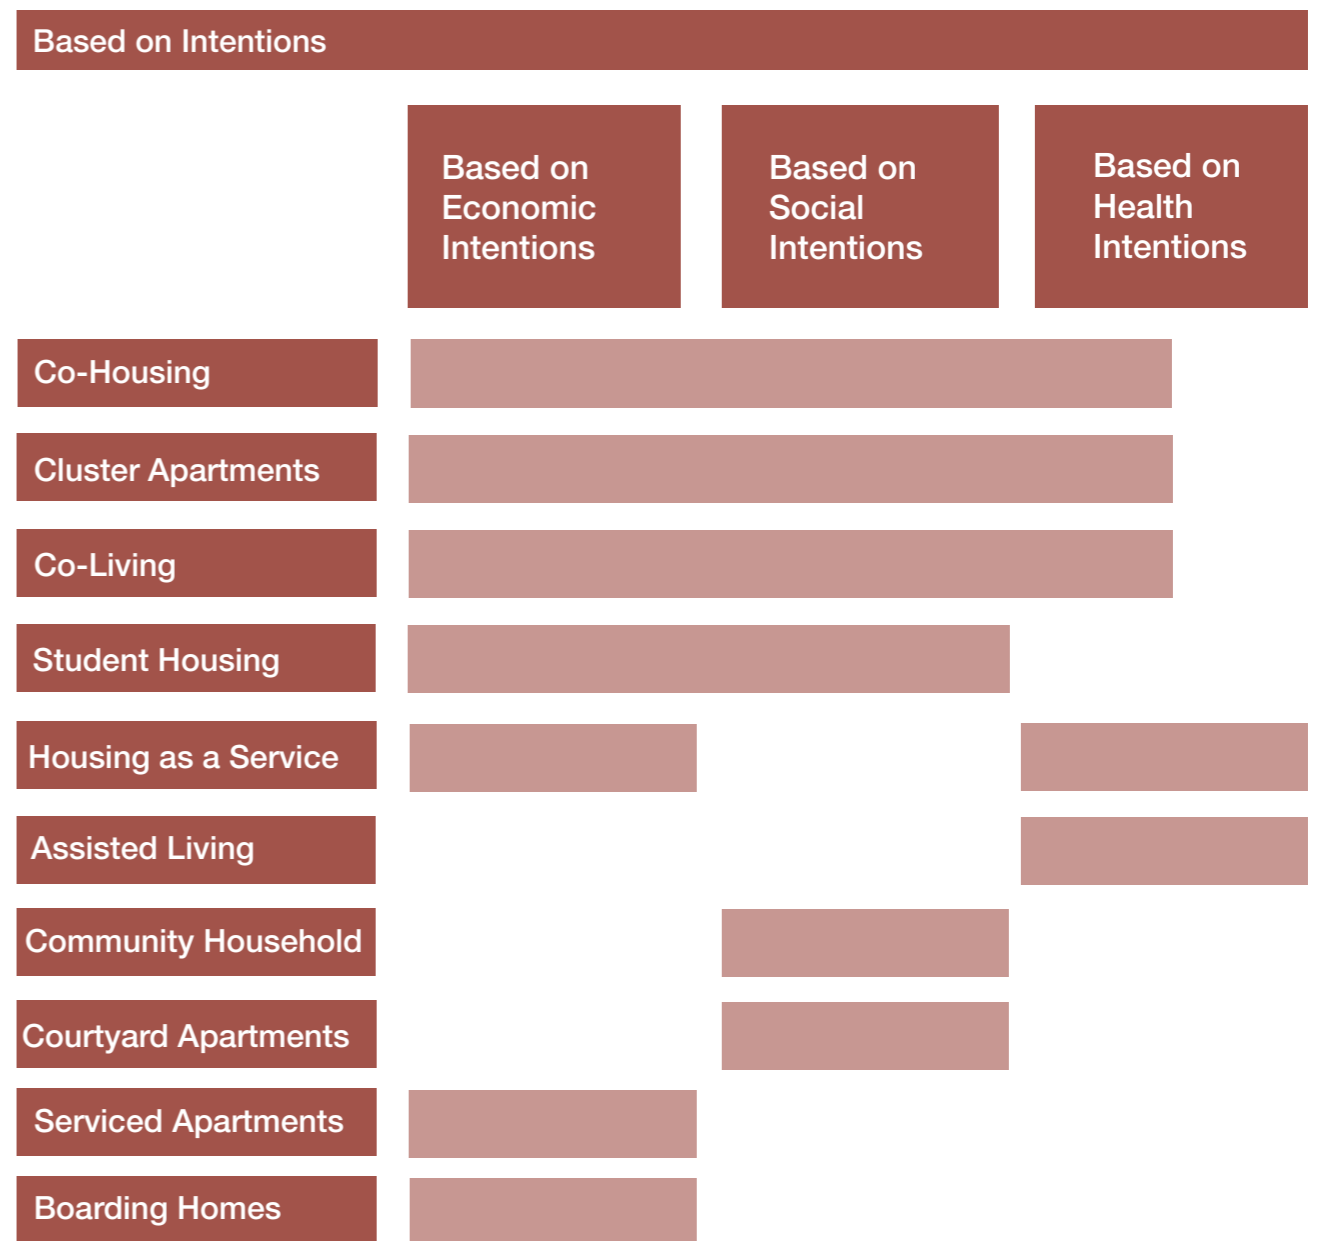 Based on Intentions
Based on
Economic
Intentions
Based on
Social
Intentions
Based on
Health
Intentions
Co-Housing
Cluster Apartments
Co-Living
Student Housing
Housing as a Service
Assisted Living
Community Household
Courtyard Apartments
Serviced Apartments
Boarding Homes